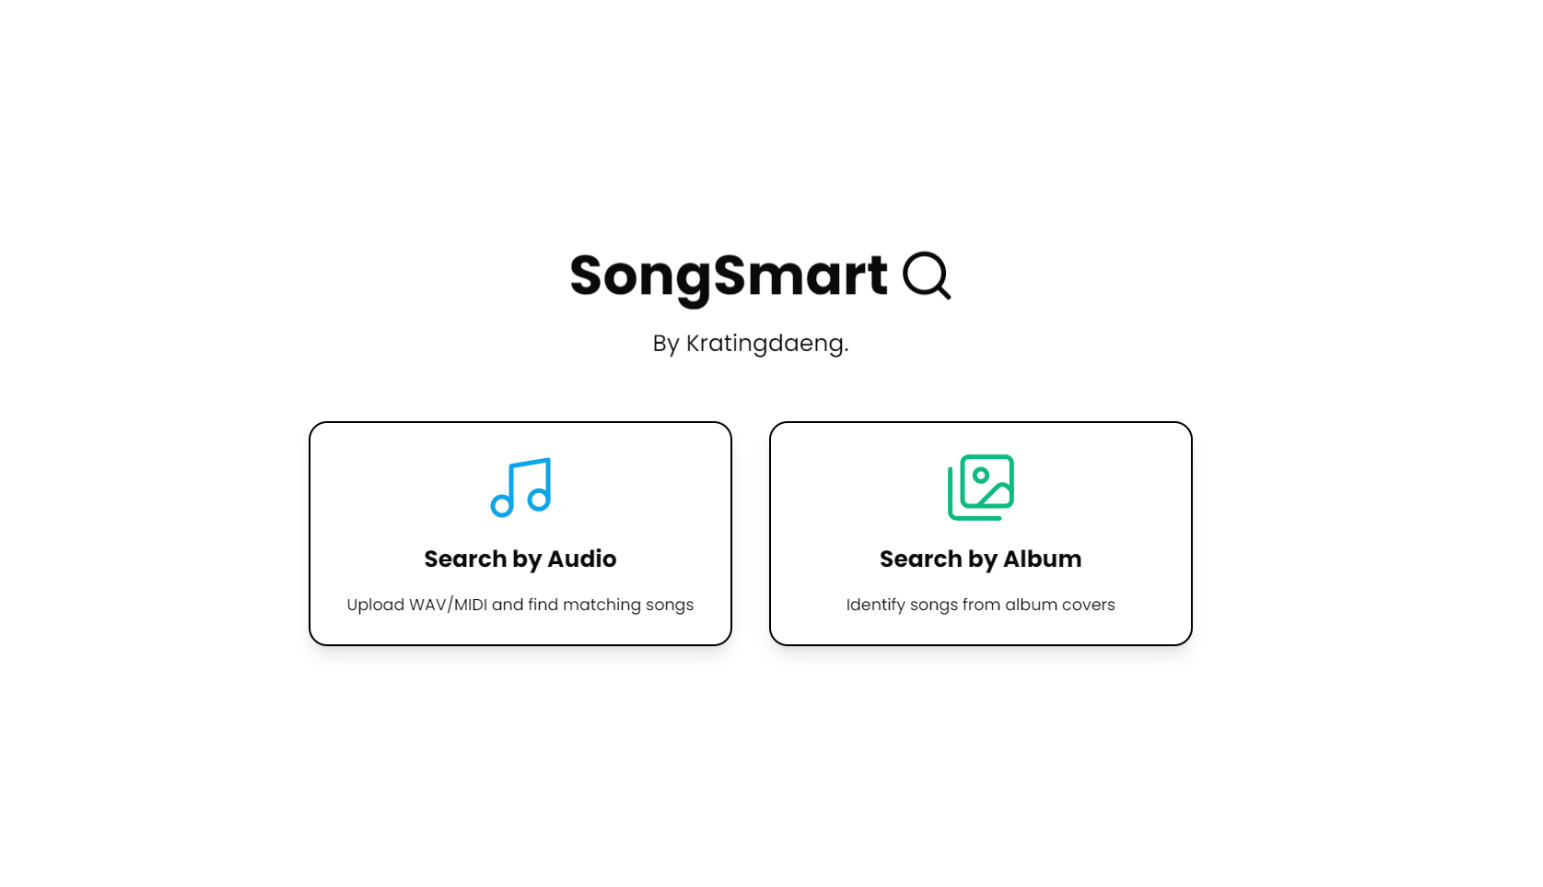 SongSmart
By Kratingdaeng.
Search by Audio
Upload WAV/MIDI and find matching songs
Search by Album
Identify songs from album covers